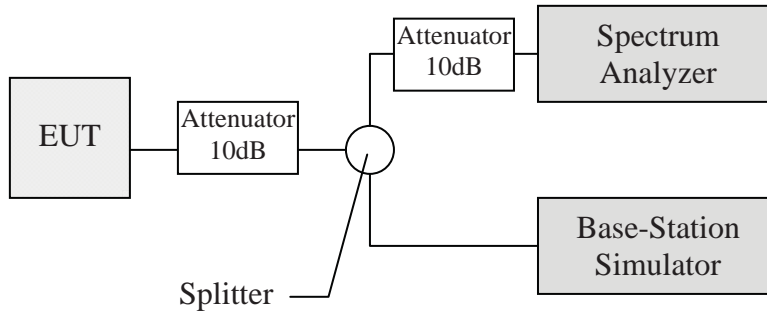 Attenuator
10dB
Spectrum
Analyzer
EUT
Attenuator
10dB
Base-Station
Simulator
Splitter